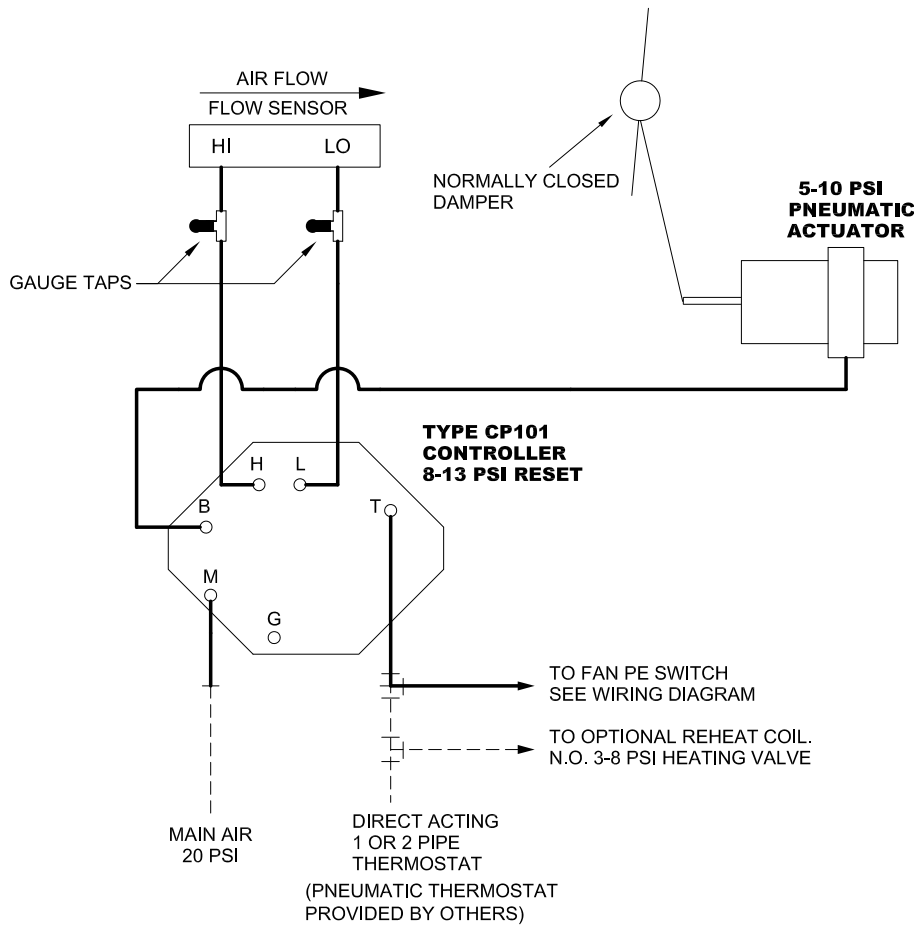 AIR FLOW
FLOW SENSOR
HI
LO
NORMALLY CLOSED
DAMPER
5-10 PSI
PNEUMATIC
ACTUATOR
GAUGE TAPS
TYPE CP101
CONTROLLER
8-13 PSI RESET
H
L
B
T
M
G
TO FAN PE SWITCH
SEE WIRING DIAGRAM
TO OPTIONAL REHEAT COIL.
N.O. 3-8 PSI HEATING VALVE
MAIN AIR
20 PSI
DIRECT ACTING
1 OR 2 PIPE
THERMOSTAT
(PNEUMATIC THERMOSTAT
PROVIDED BY OTHERS)